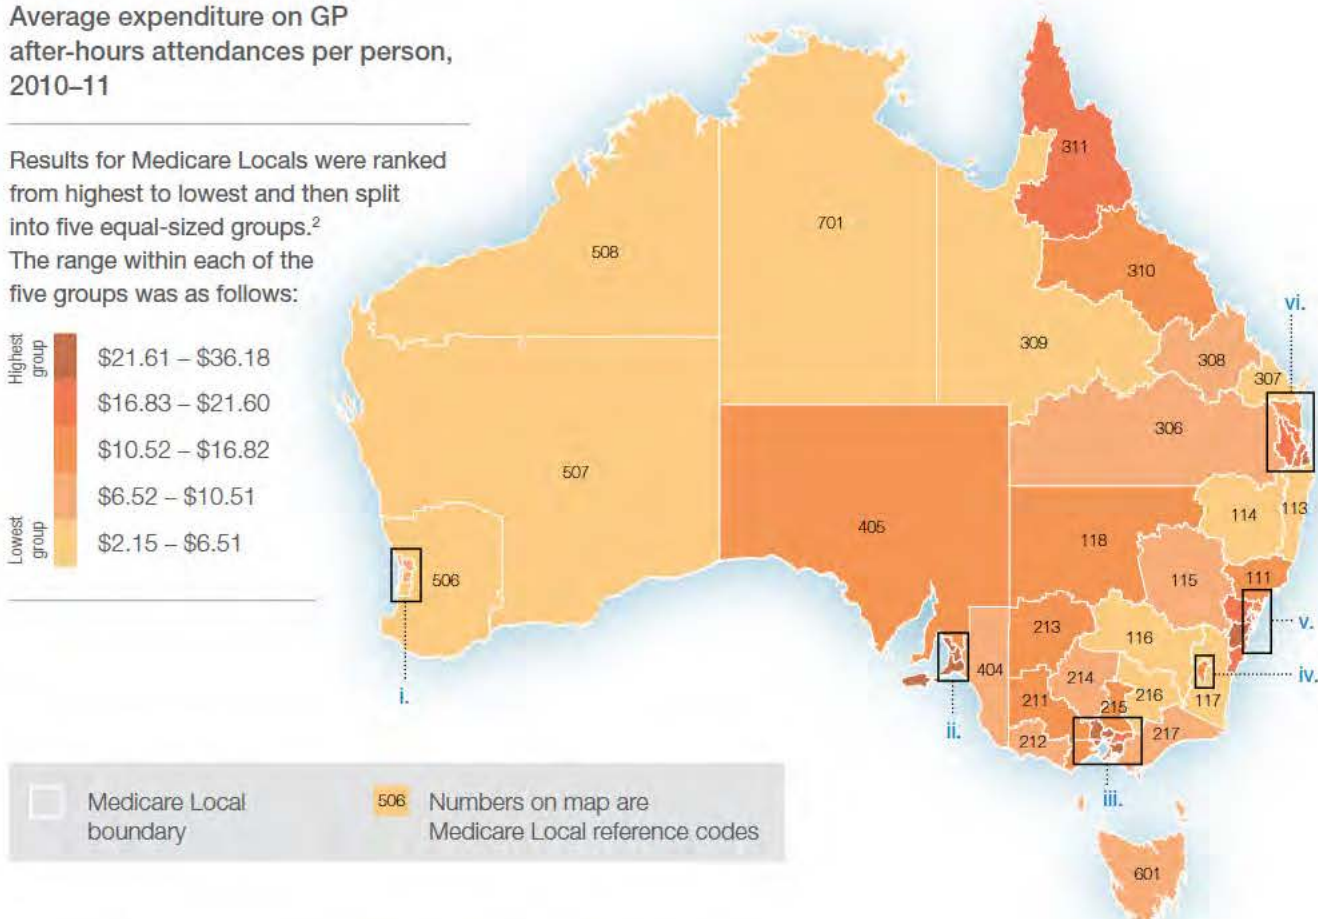 Average expenditure on GP
after-hours attendances per person,
2010–11
Results for Medicare Locals were ranked
from highest to lowest and then split
into five equal-sized groups.²
The range within each of the
five groups was as follows:
Highest
group
$21.61 – $36.18
$16.83 – $21.60
$10.52 – $16.82
$6.52 – $10.51
$2.15 – $6.51
Lowest
group
311
701
508
310
vi.
309
308
307
306
507
114
113
405
118
506
115
111
213
116
v.
404
214
iv.
211
215
216
117
i.
ii.
212
217
iii.
601
Medicare Local
boundary
506
Numbers on map are
Medicare Local reference codes